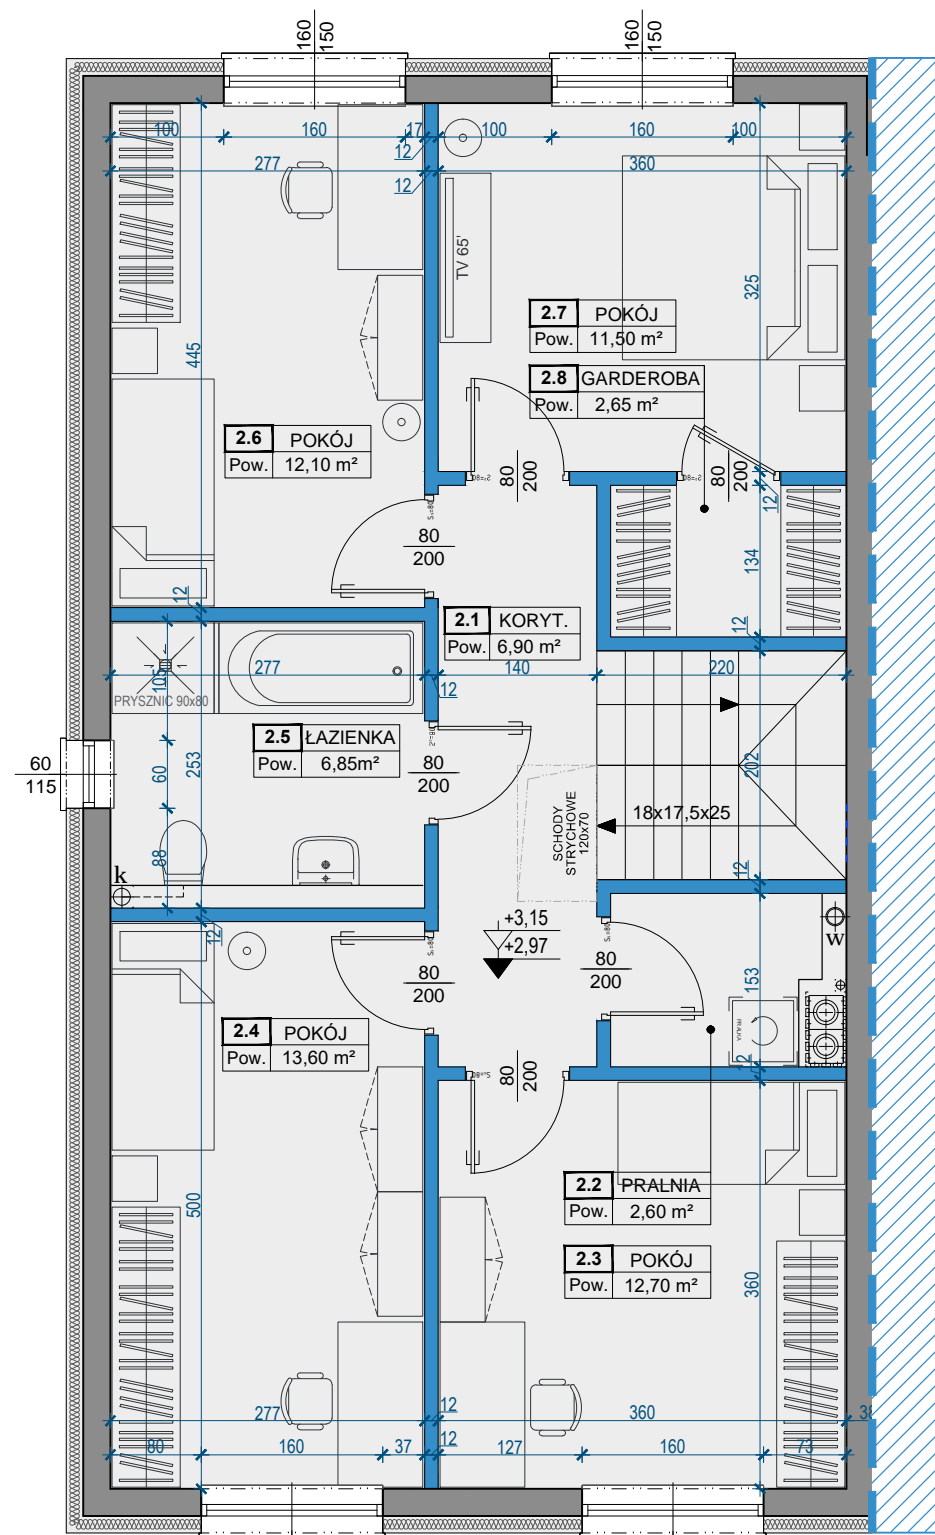 160
150
160
150
100
160
17
100
160
100
12
277
12
360
TV 65'
325
2.7 POKÓJ
Pow. 11,50 m²
2.8 GARDEROBA
Pow. 2,65 m²
445
2.6 POKÓJ
Pow. 12,10 m²
80
200
80
200
12
80
200
134
12
12
2.1 KORYT.
Pow. 6,90 m²
277
12
140
220
105
PRYSZNIC 90x80
2.5 ŁAZIENKA
Pow. 6,85m²
60
115
60
253
80
200
202
SCHODY
STRYCHOWE
120x70
18x17,5x25
88
k
12
12
+3,15
+2,97
w
80
200
80
200
153
PRALKA
12
2.4 POKÓJ
Pow. 13,60 m²
80
200
500
2.2 PRALNIA
Pow. 2,60 m²
2.3 POKÓJ
Pow. 12,70 m²
360
277
12
360
38
80
160
37
12
127
160
73